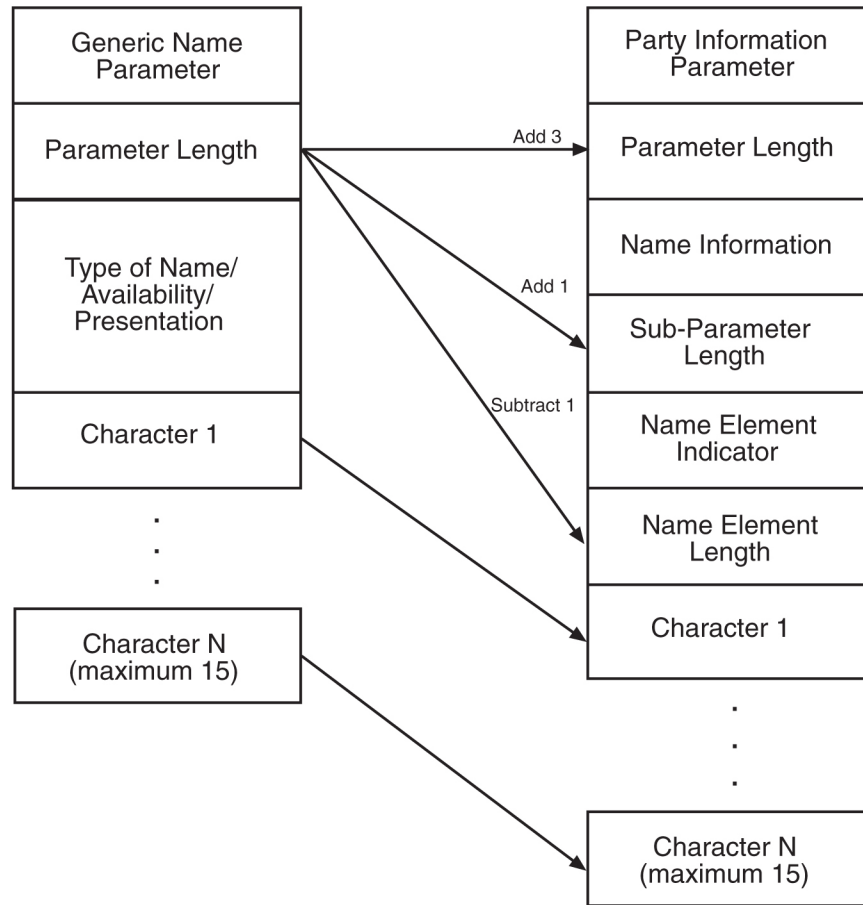 Generic Name
Parameter
Parameter Length
Type of Name/
Availability/
Presentation
Character 1
Character N
(maximum 15)
Add 3
Add 1
Subtract 1
Party Information
Parameter
Parameter Length
Name Information
Sub-Parameter
Length
Name Element
Indicator
Name Element
Length
Character 1
Character N
(maximum 15)